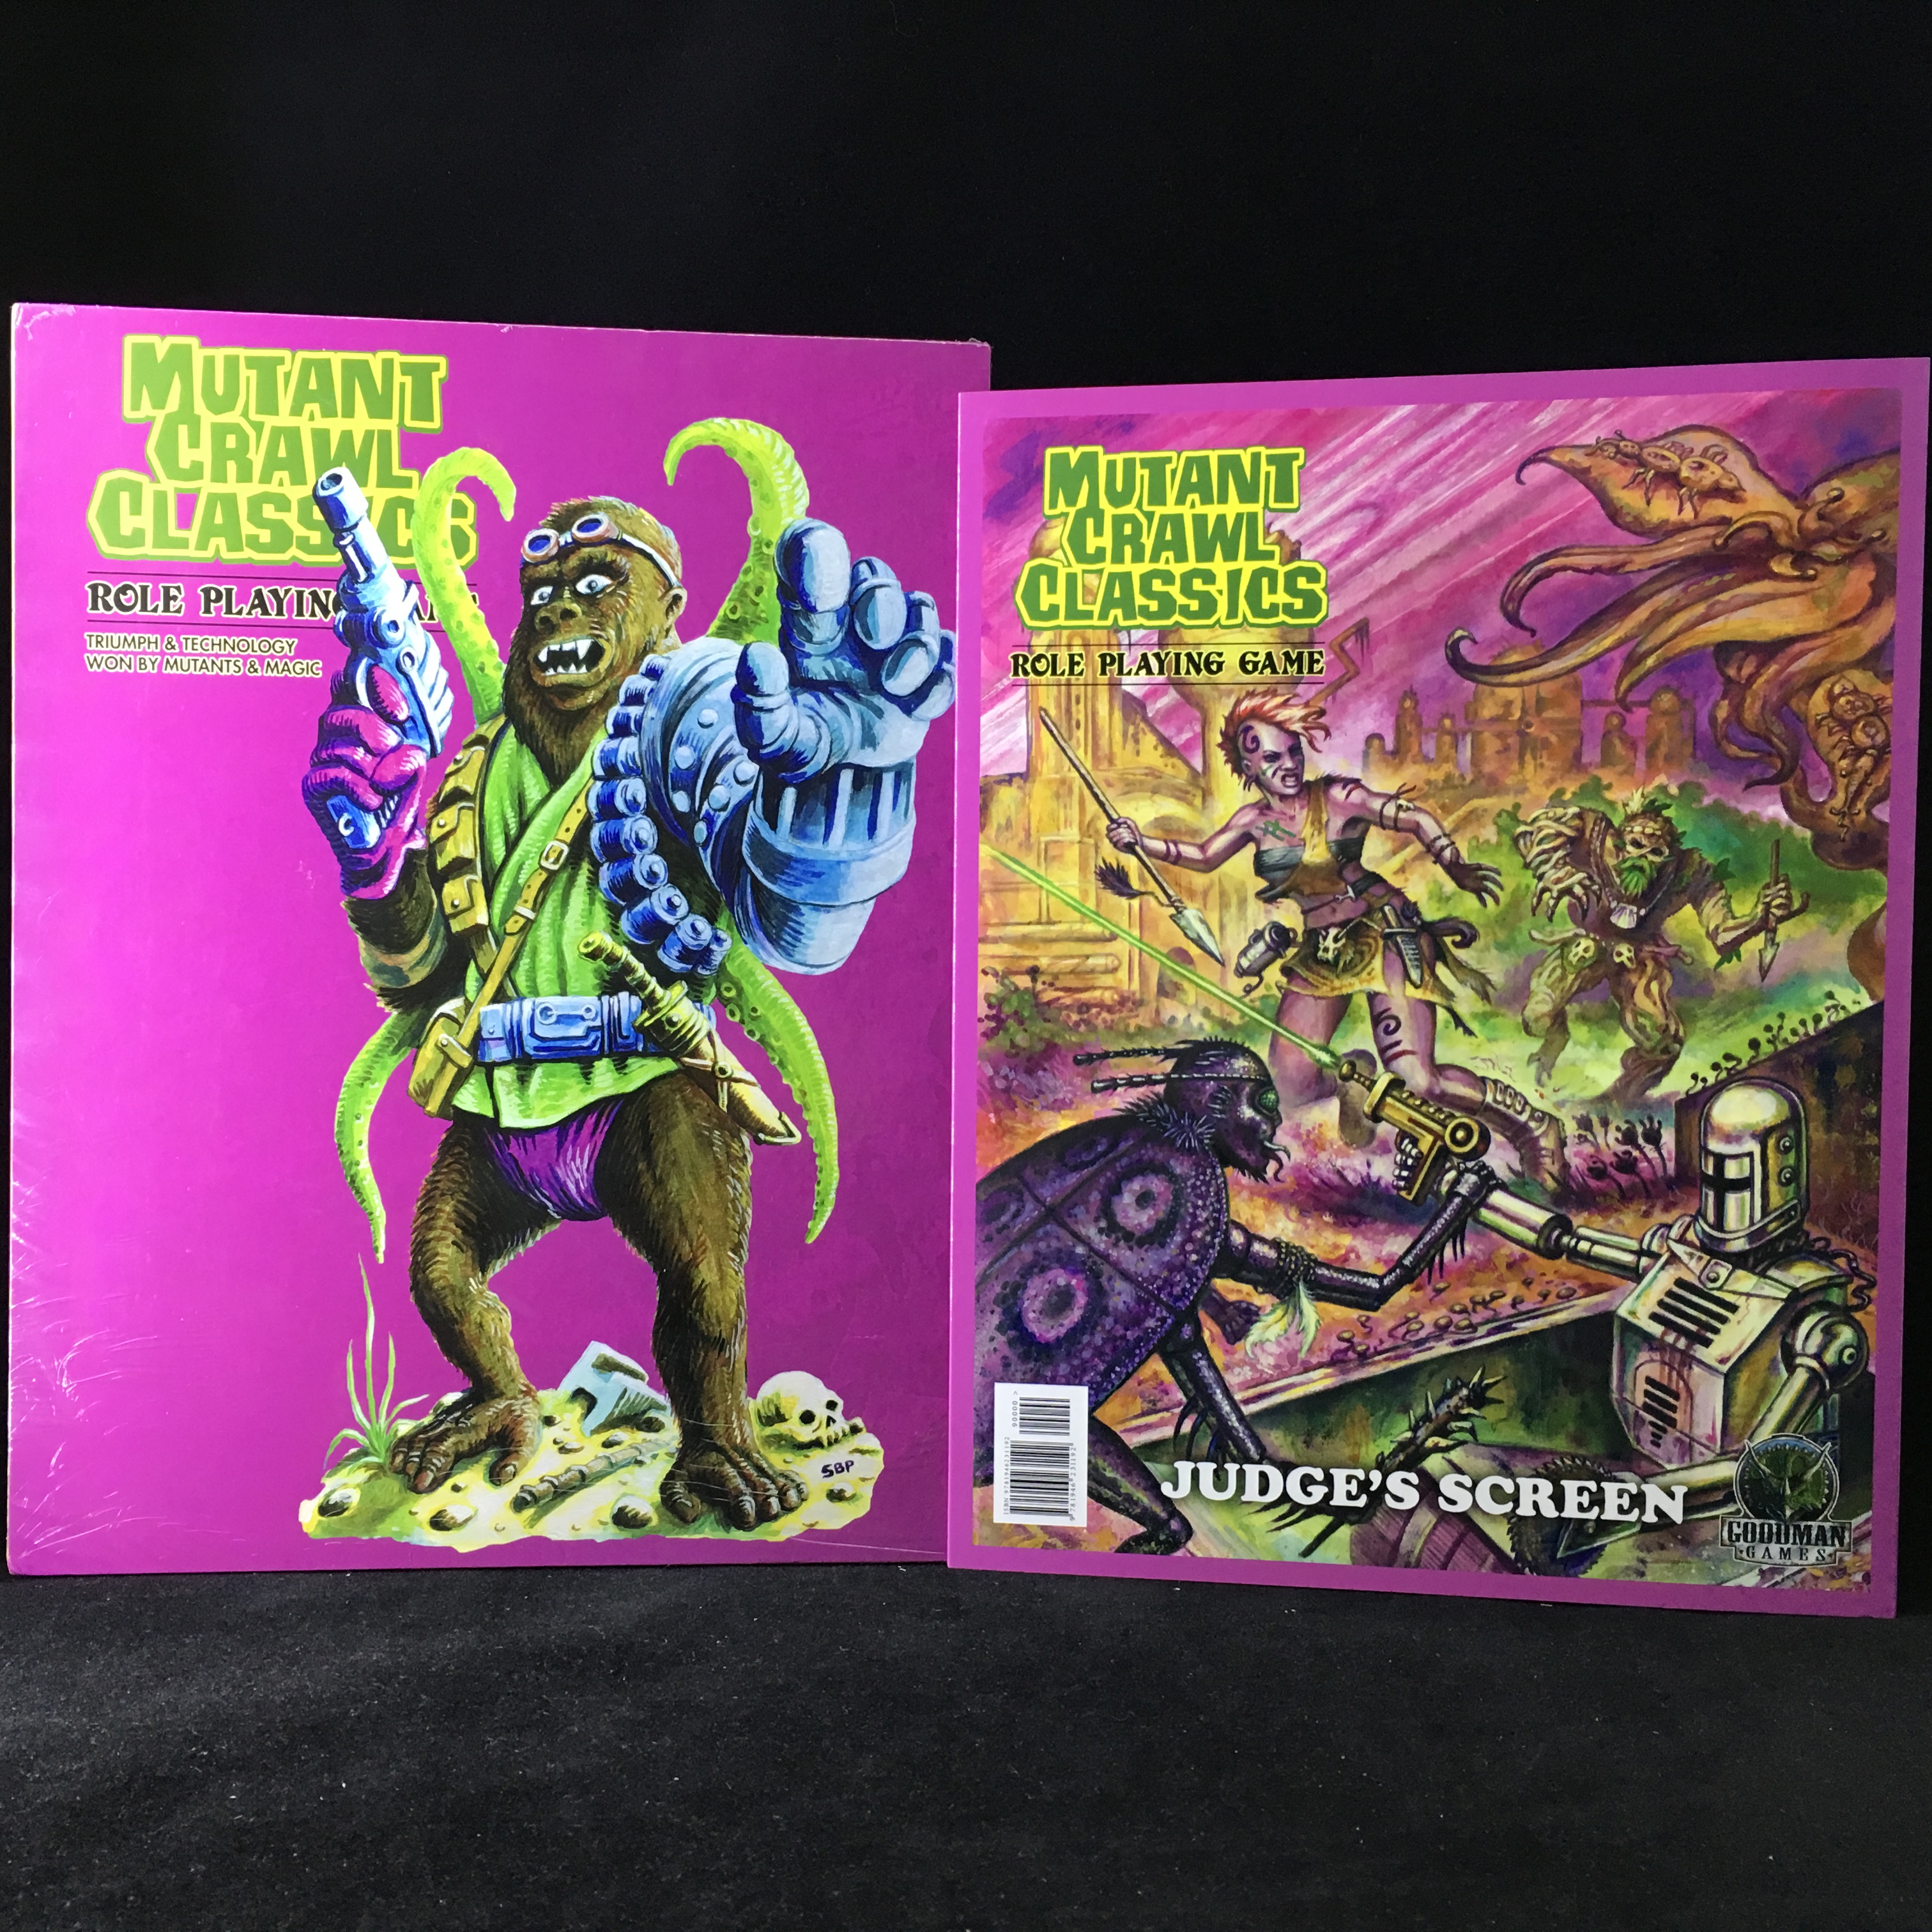 MUTANT
CRAWL
CLASSICS
ROLE PLAYING
TRIUMPH & TECHNOLOGY
WON BY MUTANTS & MAGIC
SBP
MUTANT
CRAWL
CLASSICS
ROLE PLAYING GAME
90000
JUDGE'S SCREEN
GOODMAN
GAMES